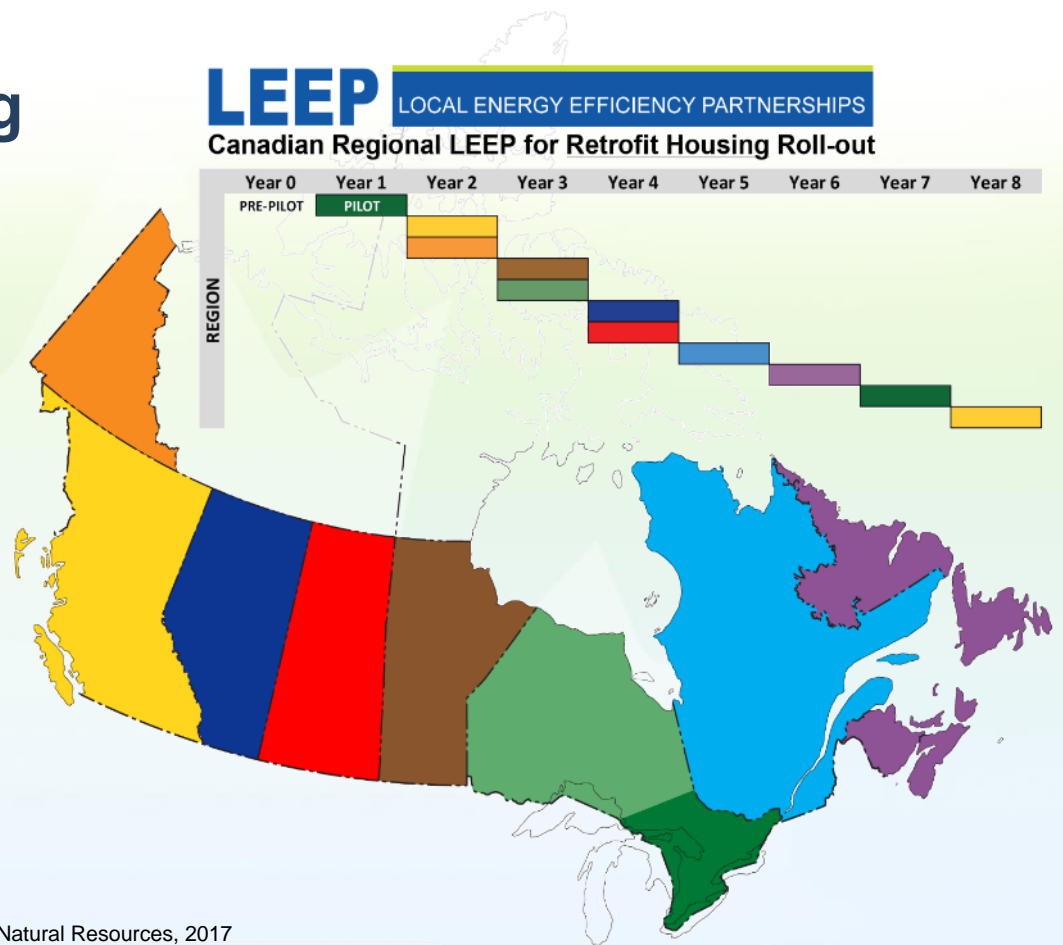 g
LEEP LOCAL ENERGY EFFICIENCY PARTNERSHIPS
Canadian Regional LEEP for Retrofit Housing Roll-out
Year 0 Year 1 Year 2 Year 3 Year 4 Year 5 Year 6 Year 7 Year 8
PRE-PILOT PILOT
REGION
Natural Resources, 2017